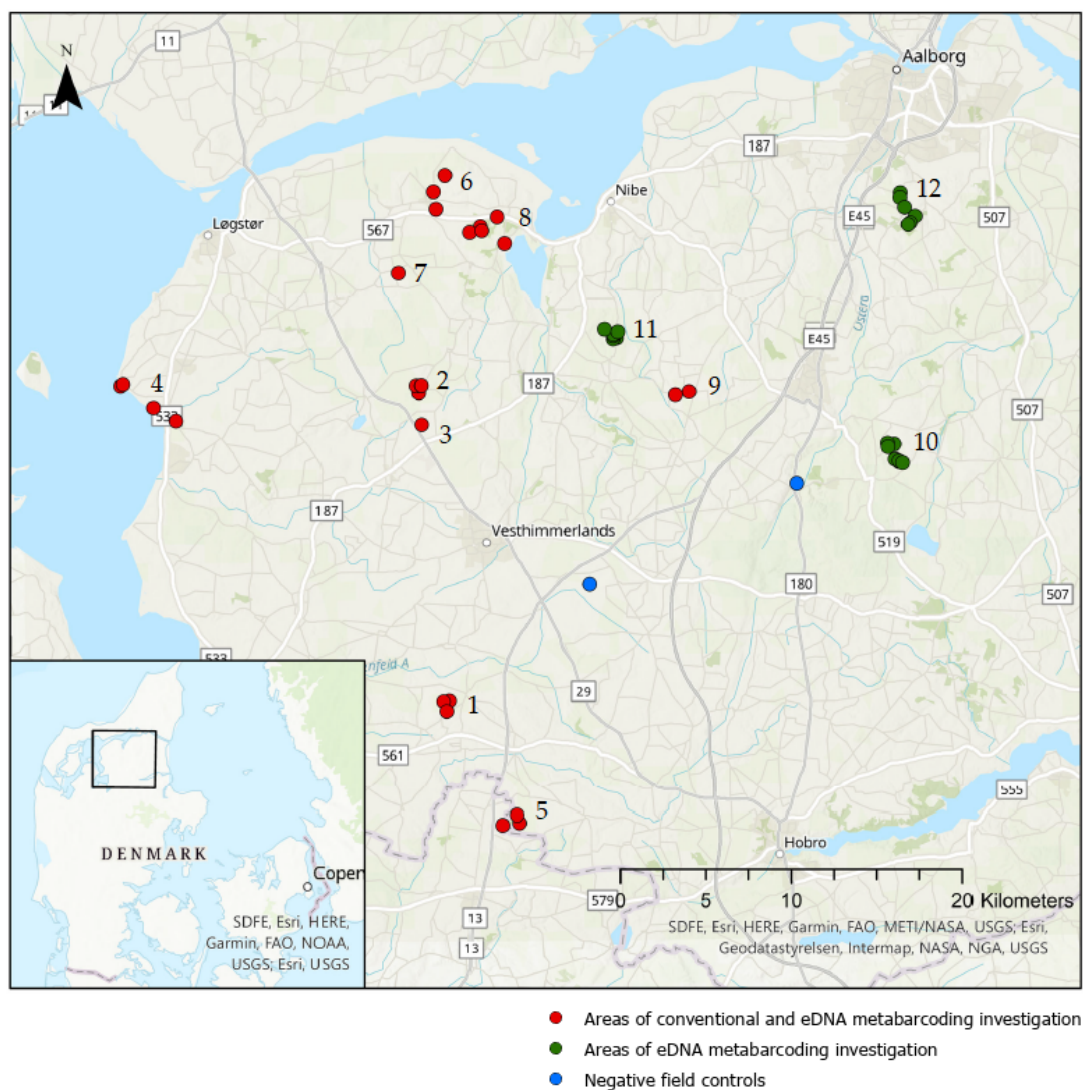 11
N
Aalborg
187
Nibe
6
12
E45
507
8
567
Løgstør
7
Usterå
11
E45
187
2
9
4
533
3
507
10
187
Vesthimmerlands
519
180
507
533
1
29
561
555
5
Hobro
579
0
5
10
20 Kilometers
13
13
SDFE, Esri, HERE, Garmin, FAO, METI/NASA, USGS; Esri,
Geodatastyrelsen, Intermap, NASA, NGA, USGS
DENMARK
Copen
SDFE, Esri, HERE,
Garmin, FAO, NOAA,
USGS; Esri, USGS
Areas of conventional and eDNA metabarcoding investigation
Areas of eDNA metabarcoding investigation
Negative field controls